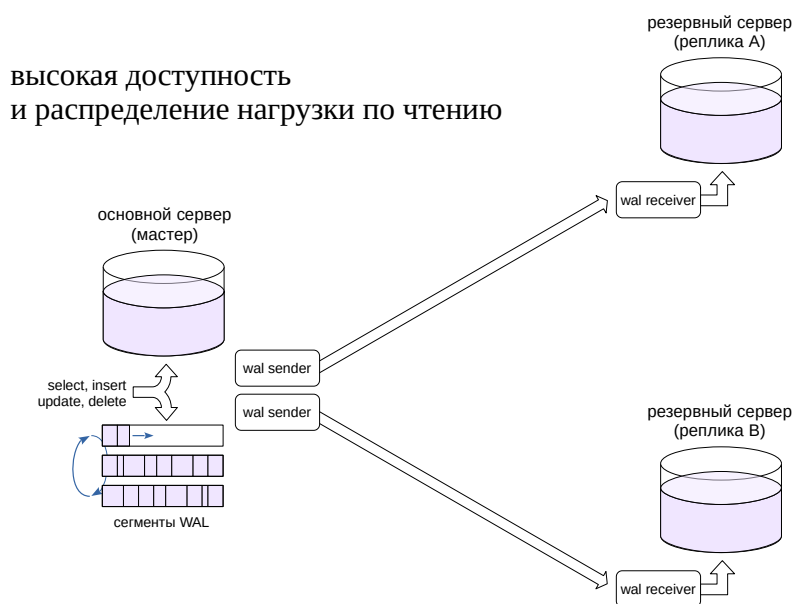 резервный сервер
(реплика A)
высокая доступность
и распределение нагрузки по чтению
wal receiver
основной сервер
(мастер)
wal sender
select, insert
update, delete
wal sender
резервный сервер
(реплика B)
сегменты WAL
wal receiver